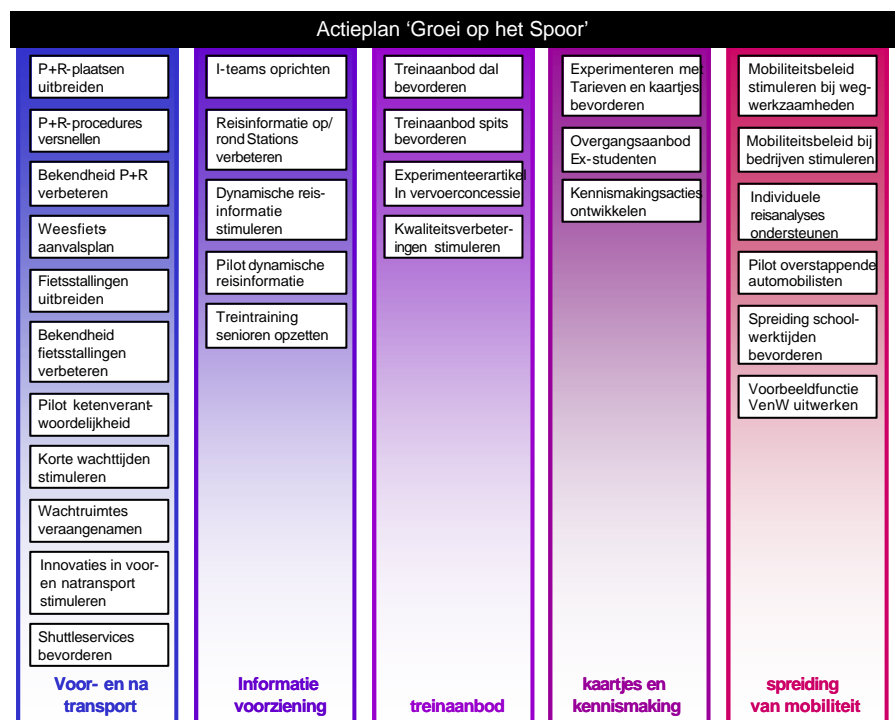 Actieplan ‘Groei op het Spoor’
P+R-plaatsen
uitbreiden
P+R-procedures
versnellen
Bekendheid P+R
verbeteren
Weesfiets-
aanvalsplan
Fietsstallingen
uitbreiden
Bekendheid
fietsstallingen
verbeteren
Pilot ketenverant-
woordelijkheid
Korte wachttijden
stimuleren
Wachtruimtes
veraangenamen
Innovaties in voor-
en natransport
stimuleren
Shuttleservices
bevorderen
Voor- en na
transport
I-teams oprichten
Reisinformatie op/
rond Stations
verbeteren
Dynamische reis-
informatie
stimuleren
Pilot dynamische
reisinformatie
Treintraining
senioren opzetten
Informatie
voorziening
Treinaanbod dal
bevorderen
Treinaanbod spits
bevorderen
Experimenteerartikel
In vervoerconcessie
Kwaliteitsverbeter-
ingen stimuleren
treinaanbod
Experimenteren met
Tarieven en kaartjes
bevorderen
Overgangsaanbod
Ex-studenten
Kennismakingsacties
ontwikkelen
kaartjes en
kennismaking
Mobiliteitsbeleid
stimuleren bij weg-
werkzaamheden
Mobiliteitsbeleid bij
bedrijven stimuleren
Individuele
reisanalyses
ondersteunen
Pilot overstappende
automobilisten
Spreiding school-
werktijden
bevorderen
Voorbeeldfunctie
VenW uitwerken
spreiding
van mobiliteit